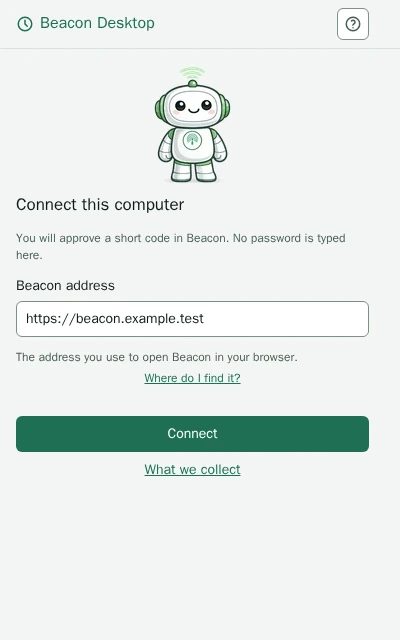 Beacon Desktop
Connect this computer
You will approve a short code in Beacon. No password is typed
here.
Beacon address
https://beacon.example.test
The address you use to open Beacon in your browser.
Where do I find it?
Connect
What we collect